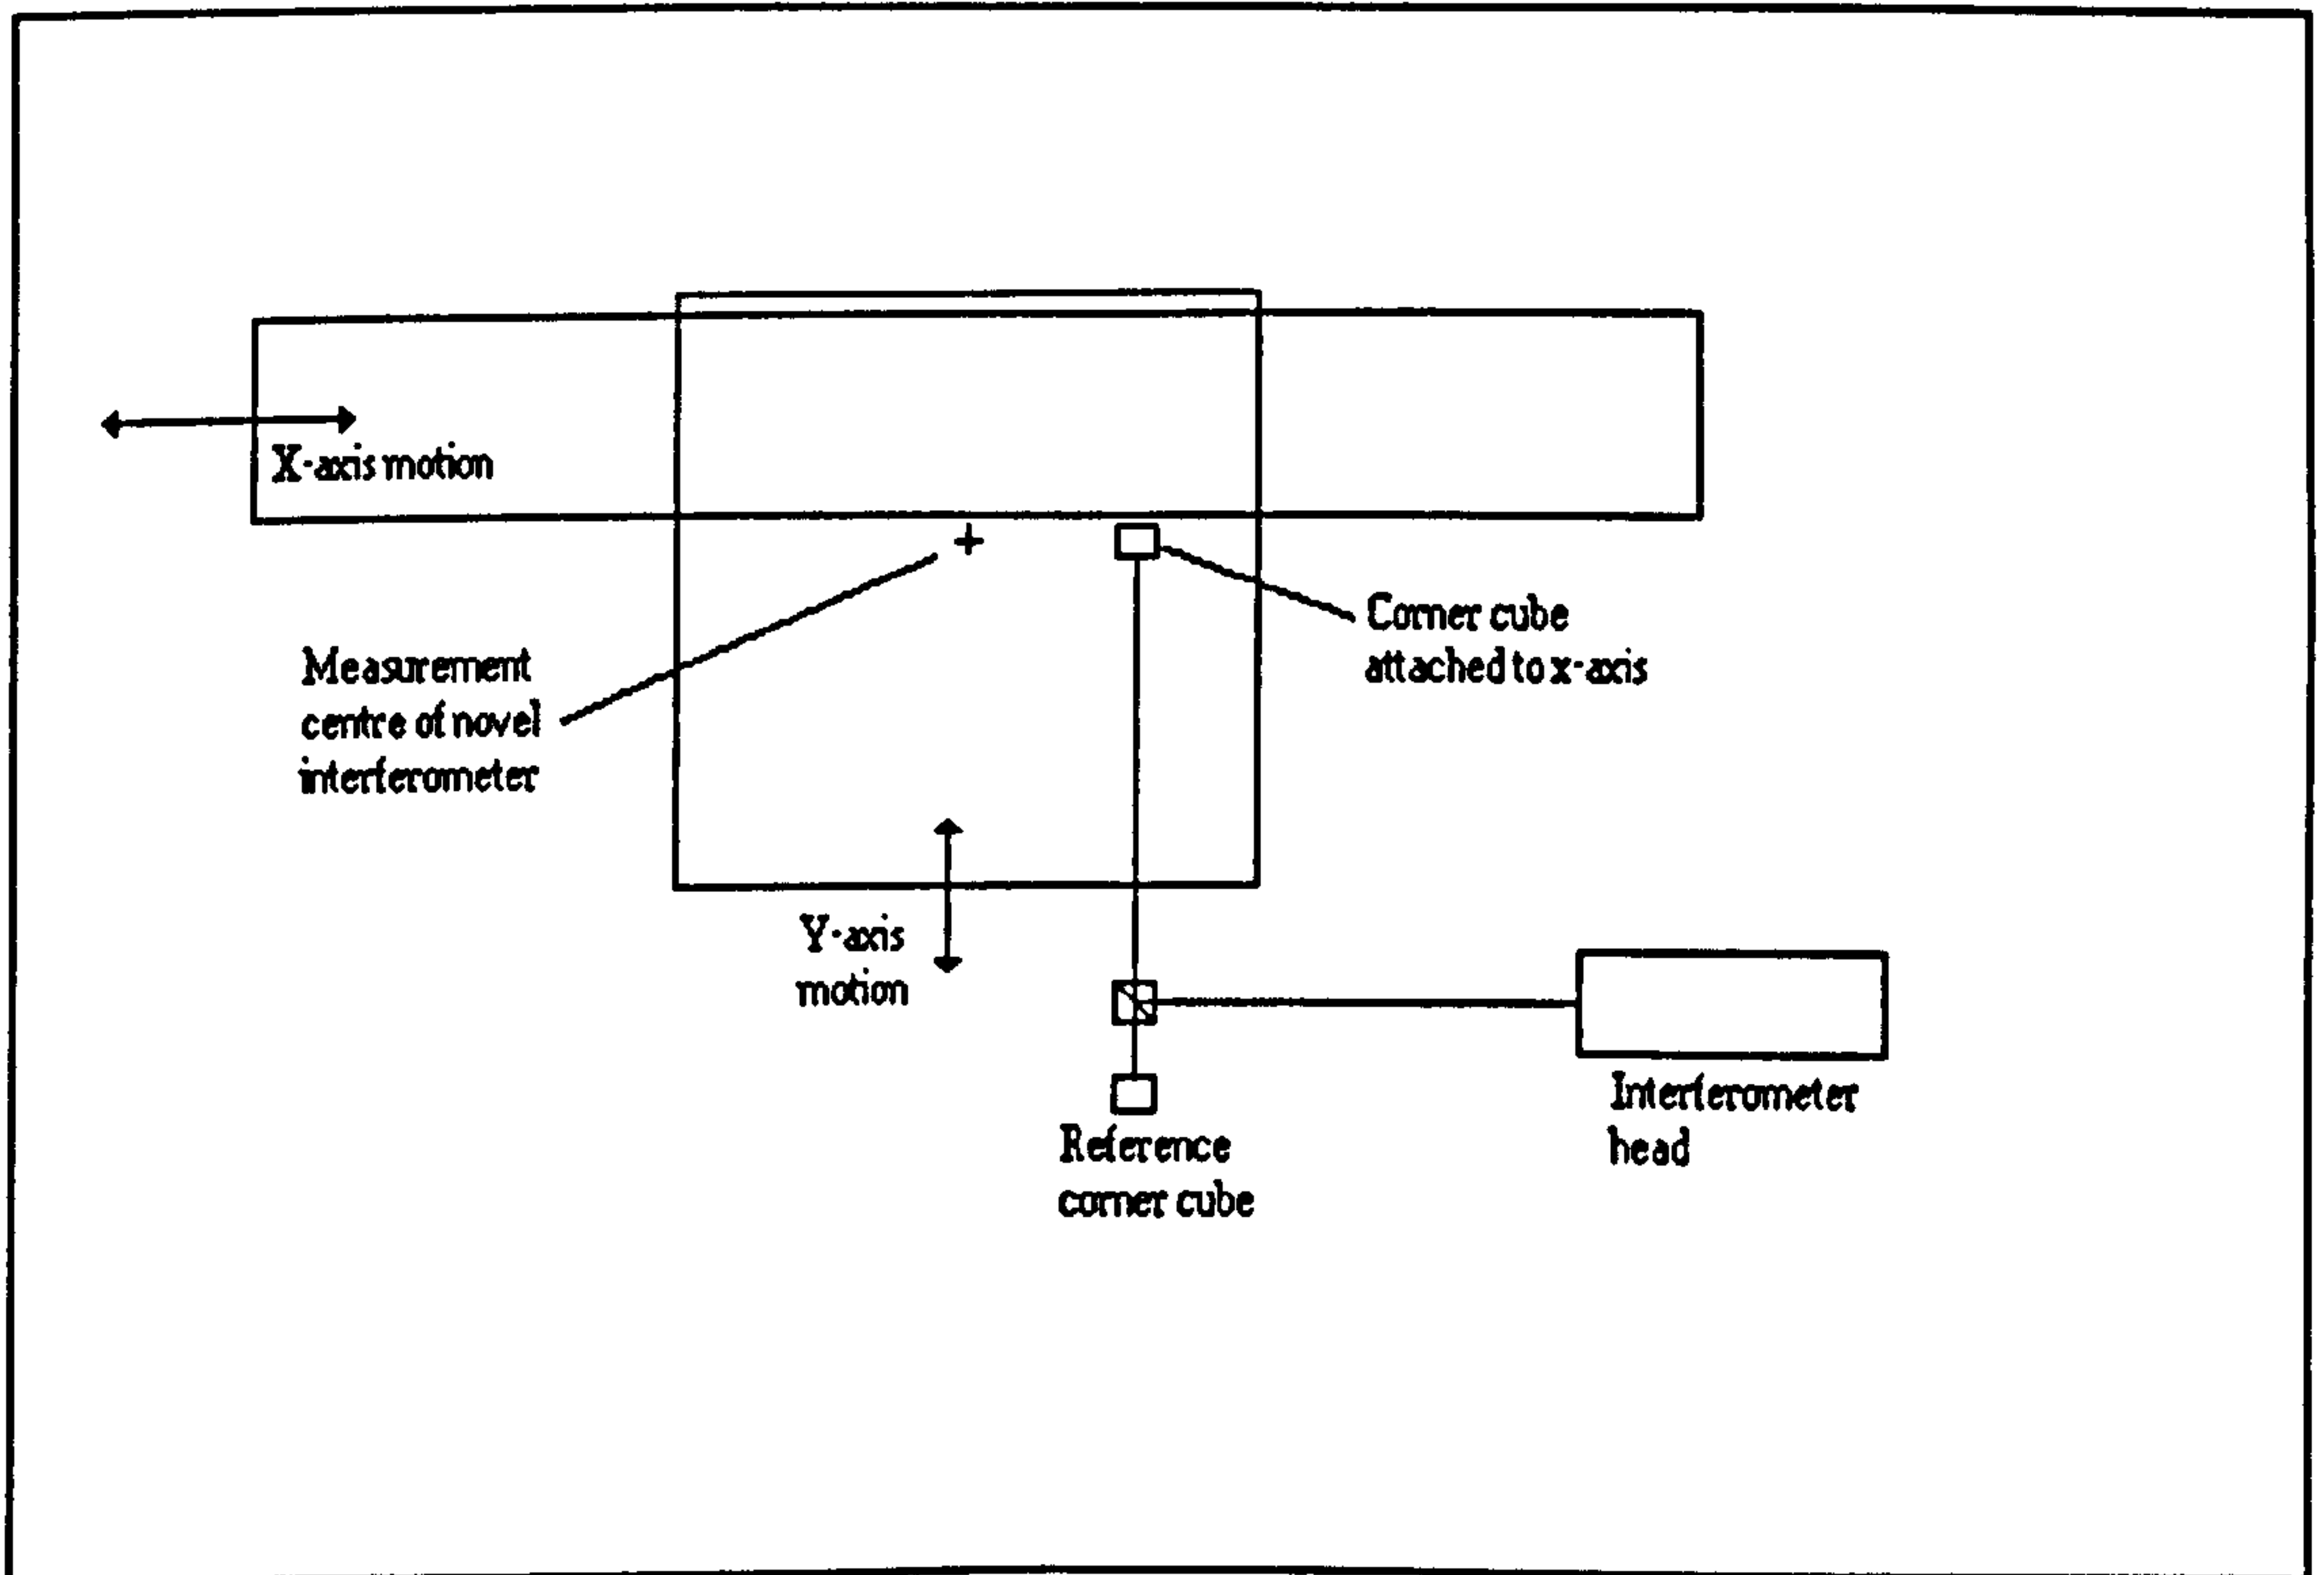 X-axis motion
Measurement
centre of novel
interferometer
Corner cube
attached to x-axis
Y-axis
motion
Interferometer
head
Reference
corner cube